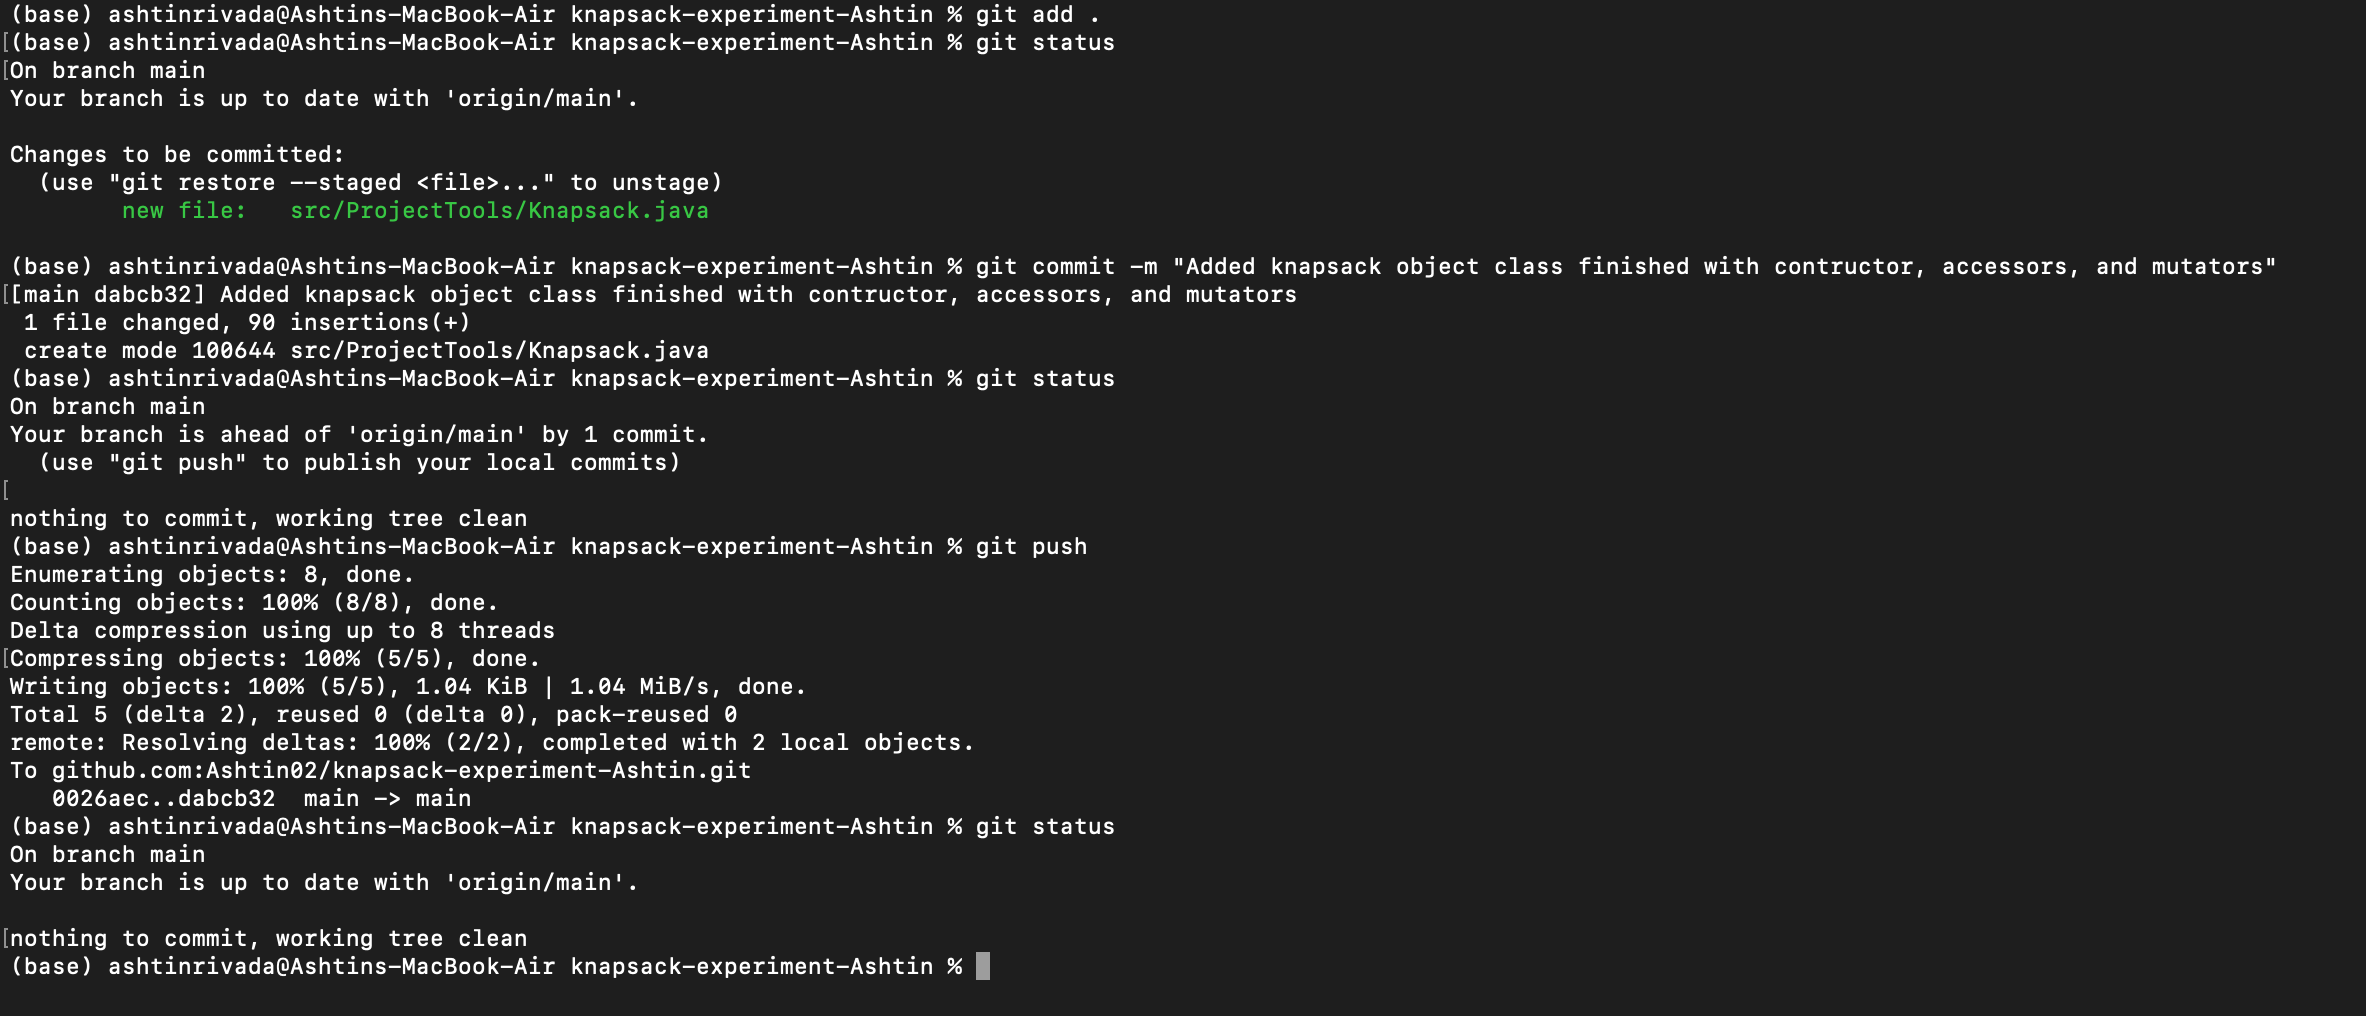 (base) ashtinrivada@Ashtins-MacBook-Air knapsack-experiment-Ashtin % git add .
[(base) ashtinrivada@Ashtins-MacBook-Air knapsack-experiment-Ashtin % git status
[On branch main
Your branch is up to date with 'origin/main'.

Changes to be committed:
  (use "git restore --staged <file>..." to unstage)
        new file:   src/ProjectTools/Knapsack.java

(base) ashtinrivada@Ashtins-MacBook-Air knapsack-experiment-Ashtin % git commit -m "Added knapsack object class finished with contructor, accessors, and mutators"
[[main dabcb32] Added knapsack object class finished with contructor, accessors, and mutators
 1 file changed, 90 insertions(+)
 create mode 100644 src/ProjectTools/Knapsack.java
(base) ashtinrivada@Ashtins-MacBook-Air knapsack-experiment-Ashtin % git status
On branch main
Your branch is ahead of 'origin/main' by 1 commit.
  (use "git push" to publish your local commits)
[
nothing to commit, working tree clean
(base) ashtinrivada@Ashtins-MacBook-Air knapsack-experiment-Ashtin % git push
Enumerating objects: 8, done.
Counting objects: 100% (8/8), done.
Delta compression using up to 8 threads
[Compressing objects: 100% (5/5), done.
Writing objects: 100% (5/5), 1.04 KiB | 1.04 MiB/s, done.
Total 5 (delta 2), reused 0 (delta 0), pack-reused 0
remote: Resolving deltas: 100% (2/2), completed with 2 local objects.
To github.com:Ashtin02/knapsack-experiment-Ashtin.git
   0026aec..dabcb32  main -> main
(base) ashtinrivada@Ashtins-MacBook-Air knapsack-experiment-Ashtin % git status
On branch main
Your branch is up to date with 'origin/main'.

[nothing to commit, working tree clean
(base) ashtinrivada@Ashtins-MacBook-Air knapsack-experiment-Ashtin %